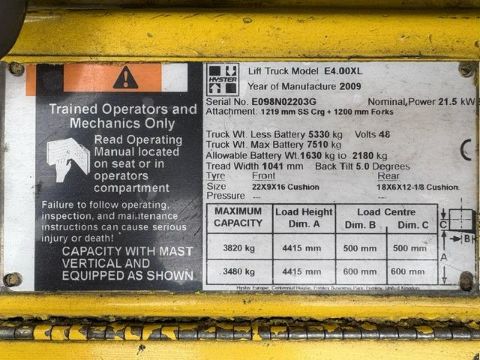 Trained Operators and
Mechanics Only
Read Operating
Manual located
on seat or in
operators
compartment
Failure to follow operating,
inspection, and maintenance
instructions can cause serious
injury or death!
CAPACITY WITH MAST
VERTICAL AND
EQUIPPED AS SHOWN
HYSTER
Lift Truck Model E4.00XL
Year of Manufacture 2009
Serial No. E098N02203G Nominal Power 21.5 kW
Attachment: 1219 mm SS Crg + 1200 mm Forks
Truck Wt. Less Battery 5330 kg Volts 48
Truck Wt. Max Battery 7510 kg
Allowable Battery Wt. 1630 kg to 2180 kg
Tread Width 1041 mm Back Tilt 5.0 Degrees
Tyre Front Rear
Size 22X9X16 Cushion 18X6X12-1/8 Cushion
MAXIMUM CAPACITY Load Height Dim. A Load Centre Dim. B Dim. C
3820 kg 4415 mm 500 mm 500 mm
3480 kg 4415 mm 600 mm 600 mm
C
B
A
CE